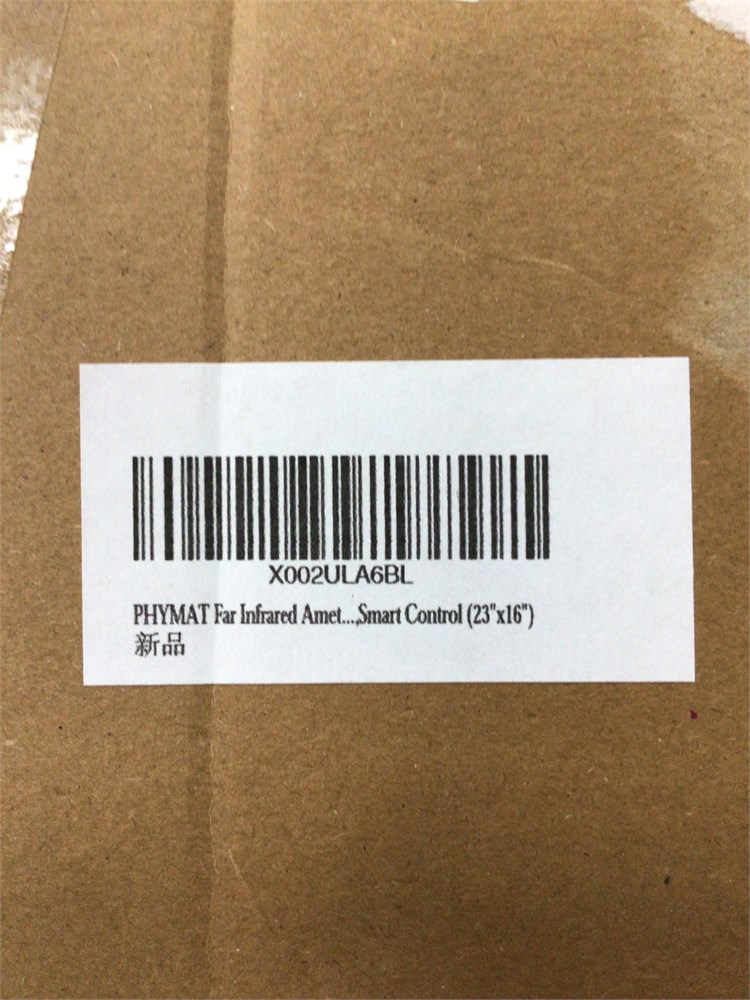 X002ULA6BL
PHYMAT Far Infrared Amet...,Smart Control (23"x16")
新品